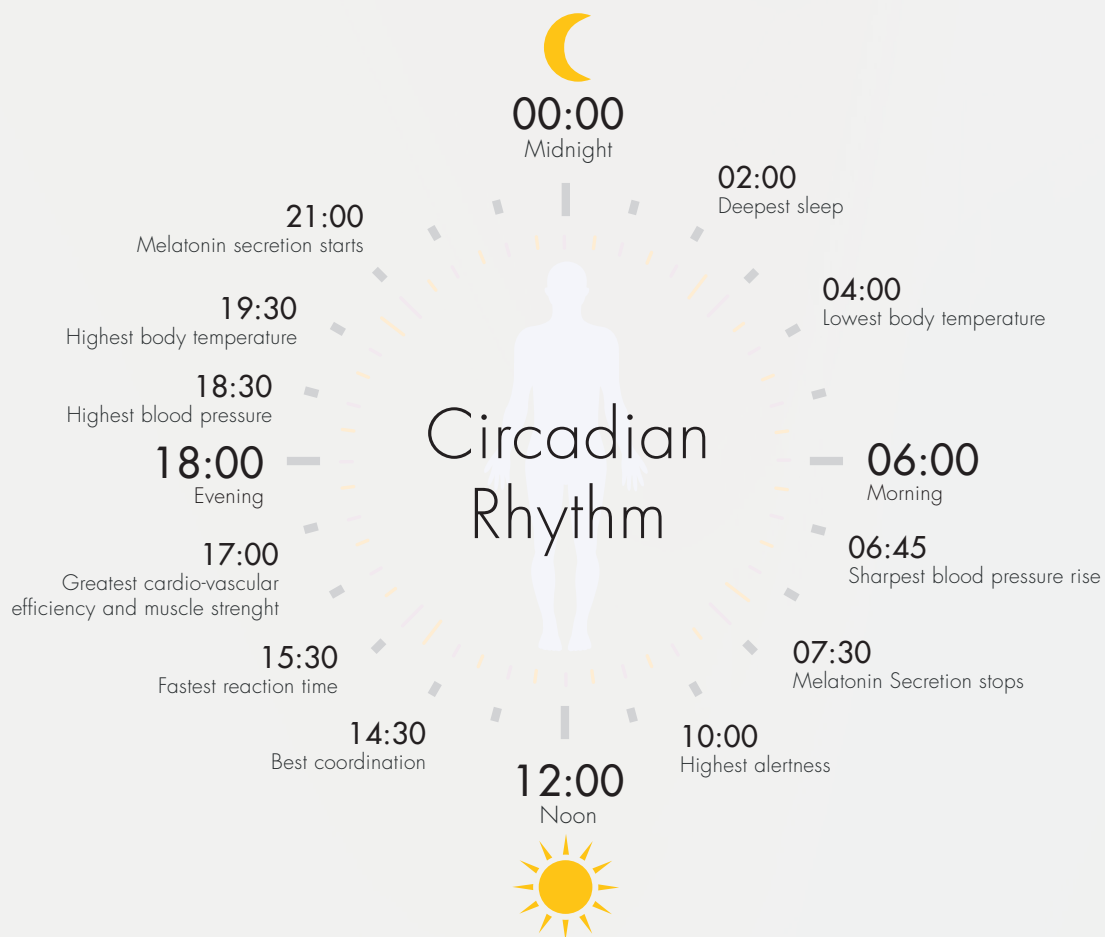 00:00
Midnight
02:00
Deepest sleep
04:00
Lowest body temperature
06:00
Morning
06:45
Sharpest blood pressure rise
07:30
Melatonin Secretion stops
10:00
Highest alertness
12:00
Noon
14:30
Best coordination
15:30
Fastest reaction time
17:00
Greatest cardio-vascular
efficiency and muscle strenght
18:00
Evening
18:30
Highest blood pressure
19:30
Highest body temperature
21:00
Melatonin secretion starts
Circadian
Rhythm